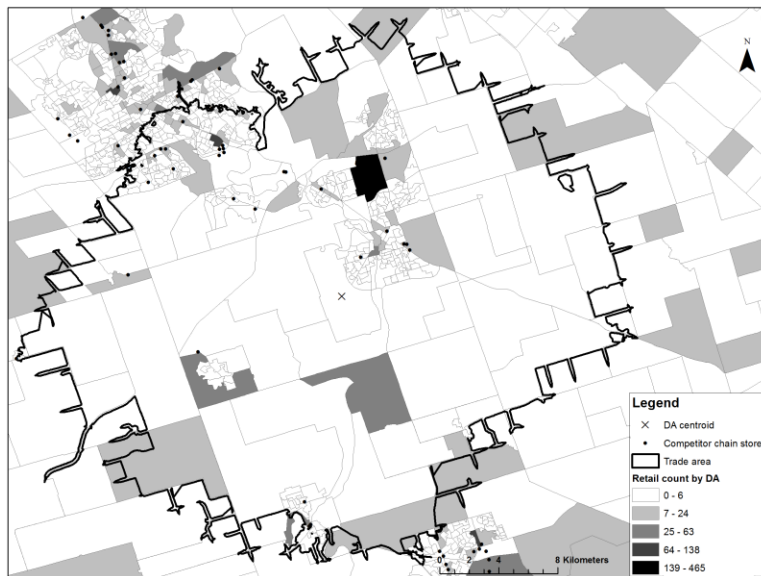 N
Legend
DA centroid
Competitor chain store
Trade area
Retail count by DA
0 - 6
7 - 24
25 - 63
64 - 138
139 - 465
0 2 4 8 Kilometers